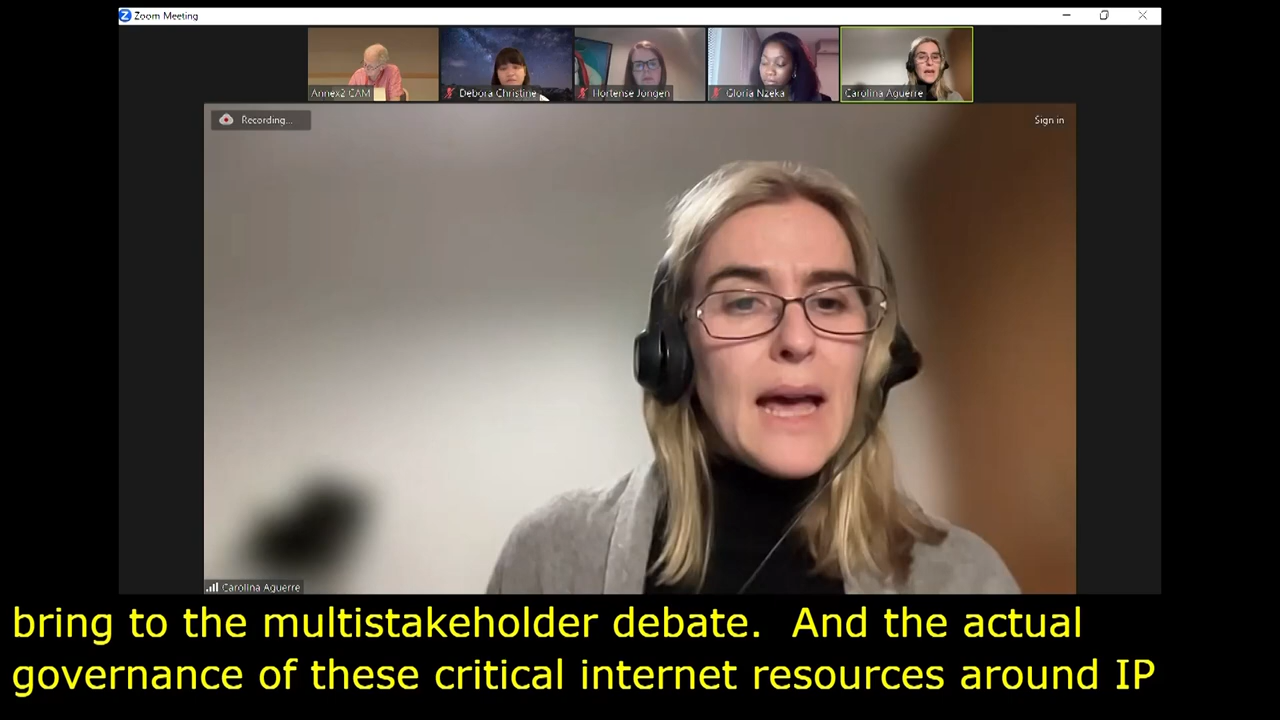 Zoom Meeting
Annex2 CAM
Debora Christine
Hortense Jongen
Gloria Nzeka
Carolina Aguerre
Recording...
Sign in
Carolina Aguerre
bring to the multistakeholder debate.  And the actual
governance of these critical internet resources around IP